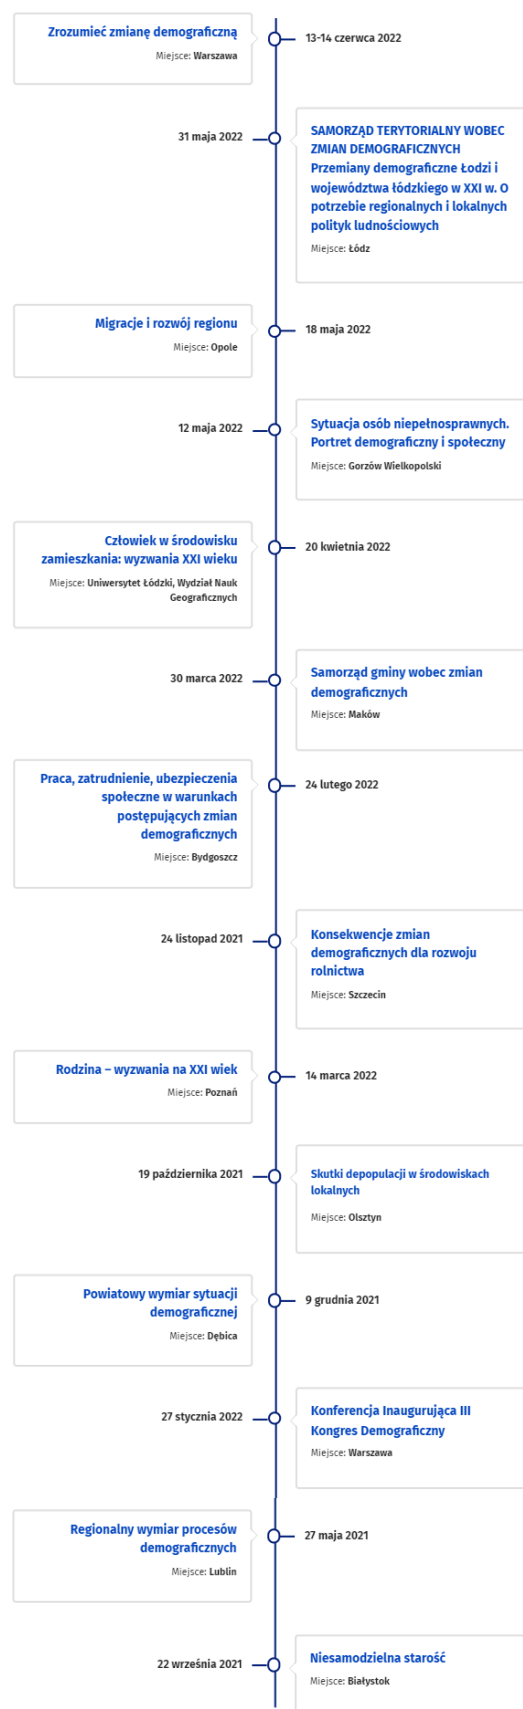 Zrozumieć zmianę demograficzną
Miejsce: Warszawa
13-14 czerwca 2022
31 maja 2022
SAMORZĄD TERYTORIALNY WOBEC
ZMIAN DEMOGRAFICZNYCH
Przemiany demograficzne Łodzi i
województwa łódzkiego w XXI w. O
potrzebie regionalnych i lokalnych
polityk ludnościowych
Miejsce: Łódz
Migracje i rozwój regionu
Miejsce: Opole
18 maja 2022
12 maja 2022
Sytuacja osób niepełnosprawnych.
Portret demograficzny i społeczny
Miejsce: Gorzów Wielkopolski
Człowiek w środowisku
zamieszkania: wyzwania XXI wieku
Miejsce: Uniwersytet Łódzki, Wydział Nauk
Geograficznych
20 kwietnia 2022
30 marca 2022
Samorząd gminy wobec zmian
demograficznych
Miejsce: Maków
Praca, zatrudnienie, ubezpieczenia
społeczne w warunkach
postępujących zmian
demograficznych
Miejsce: Bydgoszcz
24 lutego 2022
24 listopad 2021
Konsekwencje zmian
demograficznych dla rozwoju
rolnictwa
Miejsce: Szczecin
Rodzina – wyzwania na XXI wiek
Miejsce: Poznań
14 marca 2022
19 października 2021
Skutki depopulacji w środowiskach
lokalnych
Miejsce: Olsztyn
Powiatowy wymiar sytuacji
demograficznej
Miejsce: Dębica
9 grudnia 2021
27 stycznia 2022
Konferencja Inaugurująca III
Kongres Demograficzny
Miejsce: Warszawa
Regionalny wymiar procesów
demograficznych
Miejsce: Lublin
27 maja 2021
22 września 2021
Niesamodzielna starość
Miejsce: Białystok